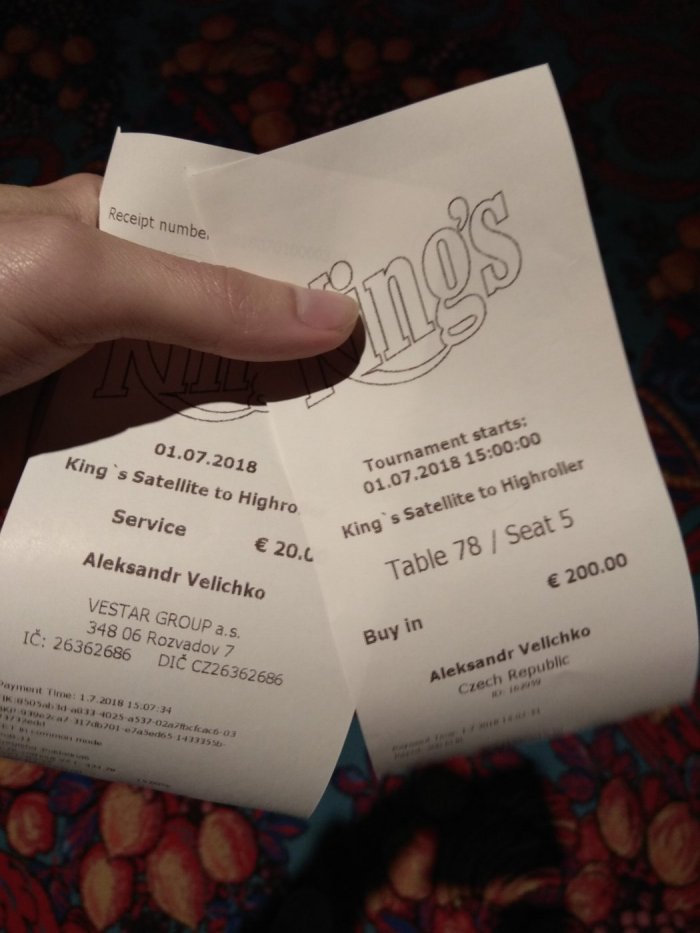 Receipt numbe
01.07.2018
King`s Satellite to Highro
Service
€ 20.0
Aleksandr Velichko
VESTAR GROUP a.s.
348 06 Rozvadov 7
IČ: 26362686 DIČ CZ26362686
Payment Time: 1.7.2018 15:07:34
King's
Tournament starts:
01.07.2018 15:00:00
King`s Satellite to Highroller
Table 78 / Seat 5
€ 200.00
Buy in
Aleksandr Velichko
Czech Republic